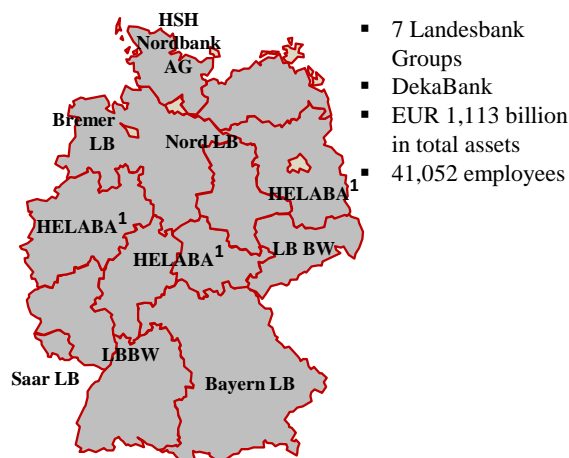 HSH
Nordbank
AG
Bremer
LB
Nord LB
HELABA1
HELABA1
HELABA1
LB BW
LBBW
Saar LB
Bayern LB
▪ 7 Landesbank
Groups
▪ DekaBank
▪ EUR 1,113 billion
in total assets
▪ 41,052 employees